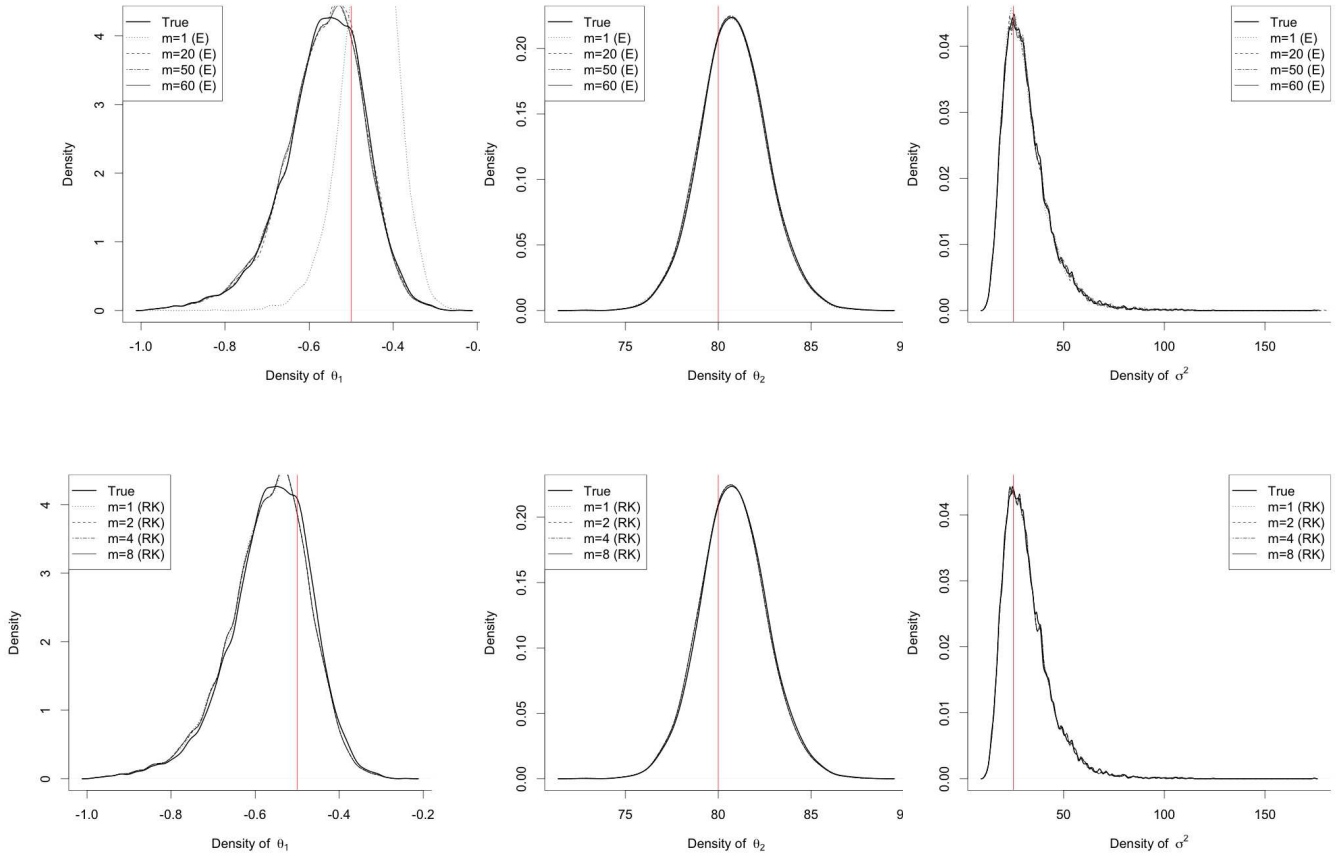 True
m=1 (E)
m=20 (E)
m=50 (E)
m=60 (E)
Density
0 1 2 3 4
-1.0 -0.8 -0.6 -0.4 -0.
Density of θ1
True
m=1 (E)
m=20 (E)
m=50 (E)
m=60 (E)
Density
0.00 0.05 0.10 0.15 0.20
75 80 85 9
Density of θ2
True
m=1 (E)
m=20 (E)
m=50 (E)
m=60 (E)
Density
0.00 0.01 0.02 0.03 0.04
50 100 150
Density of σ2
True
m=1 (RK)
m=2 (RK)
m=4 (RK)
m=8 (RK)
Density
0 1 2 3 4
-1.0 -0.8 -0.6 -0.4 -0.2
Density of θ1
True
m=1 (RK)
m=2 (RK)
m=4 (RK)
m=8 (RK)
Density
0.00 0.05 0.10 0.15 0.20
75 80 85 9
Density of θ2
True
m=1 (RK)
m=2 (RK)
m=4 (RK)
m=8 (RK)
Density
0.00 0.01 0.02 0.03 0.04
50 100 150
Density of σ2